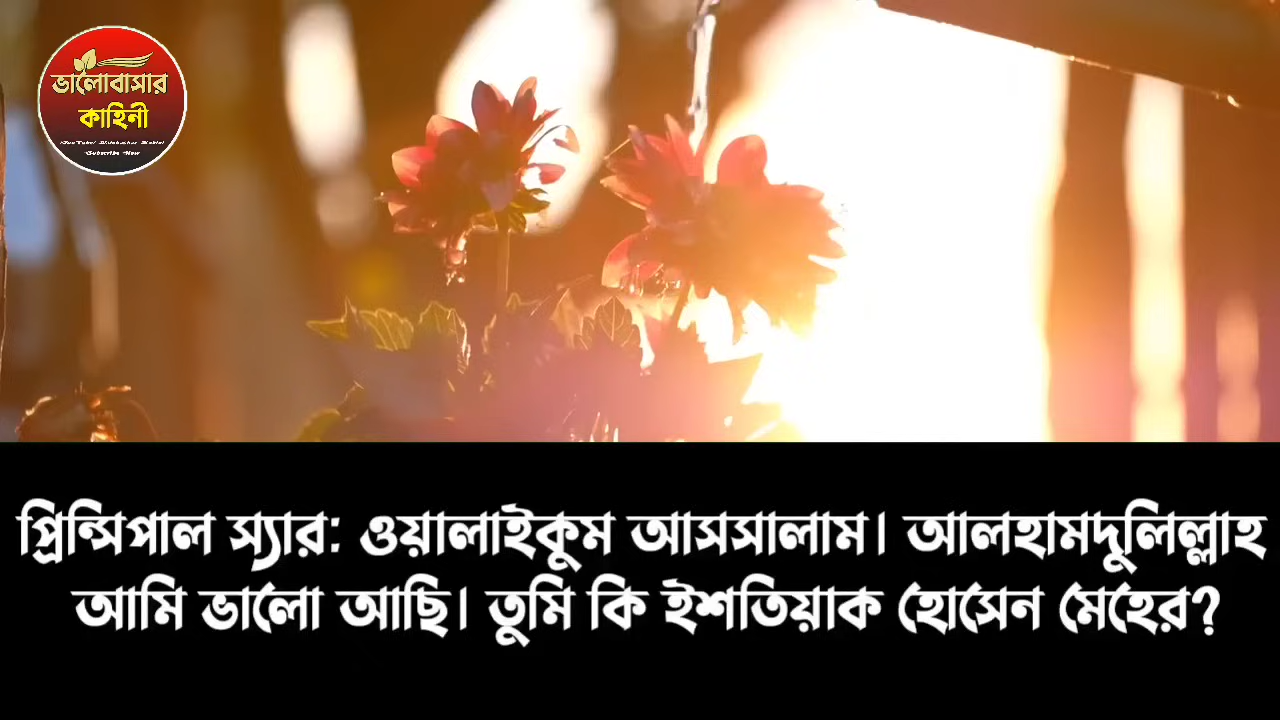 ভালোবাসার
কাহিনী
প্রিন্সিপাল স্যার: ওয়ালাইকুম আসসালাম। আলহামদুলিল্লাহ
আমি ভালো আছি। তুমি কি ইশতিয়াক হোসেন মেহের?